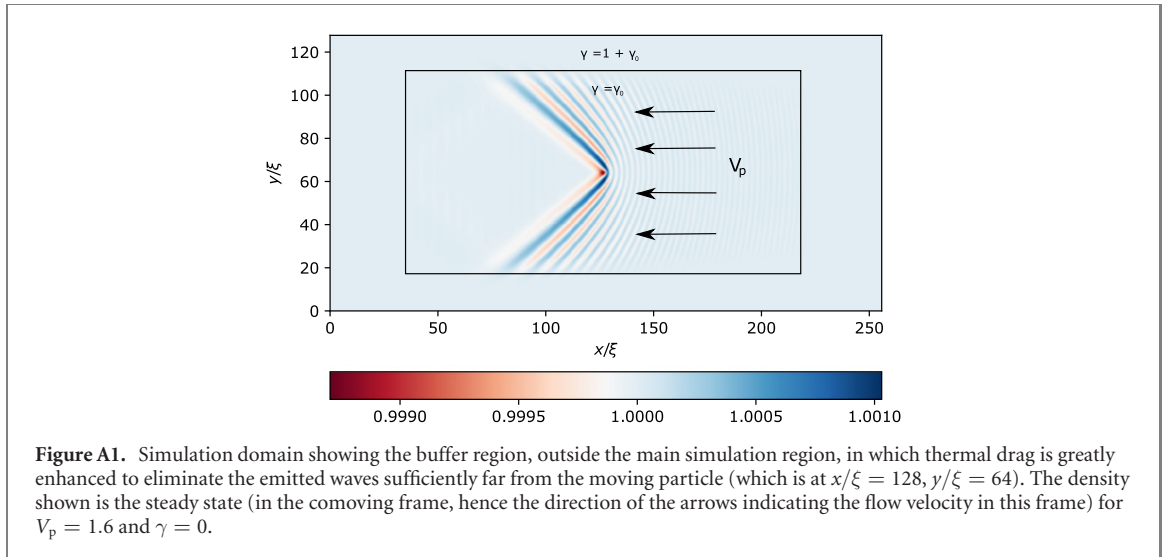 120
100
80
60
40
20
0
y/ξ
γ =1 + γ₀
γ =γ₀
Vₚ
0 50 100 150 200 250
x/ξ
0.9990 0.9995 1.0000 1.0005 1.0010
Figure A1. Simulation domain showing the buffer region, outside the main simulation region, in which thermal drag is greatly
enhanced to eliminate the emitted waves sufficiently far from the moving particle (which is at x/ξ = 128, y/ξ = 64). The density
shown is the steady state (in the comoving frame, hence the direction of the arrows indicating the flow velocity in this frame) for
Vₚ = 1.6 and γ = 0.